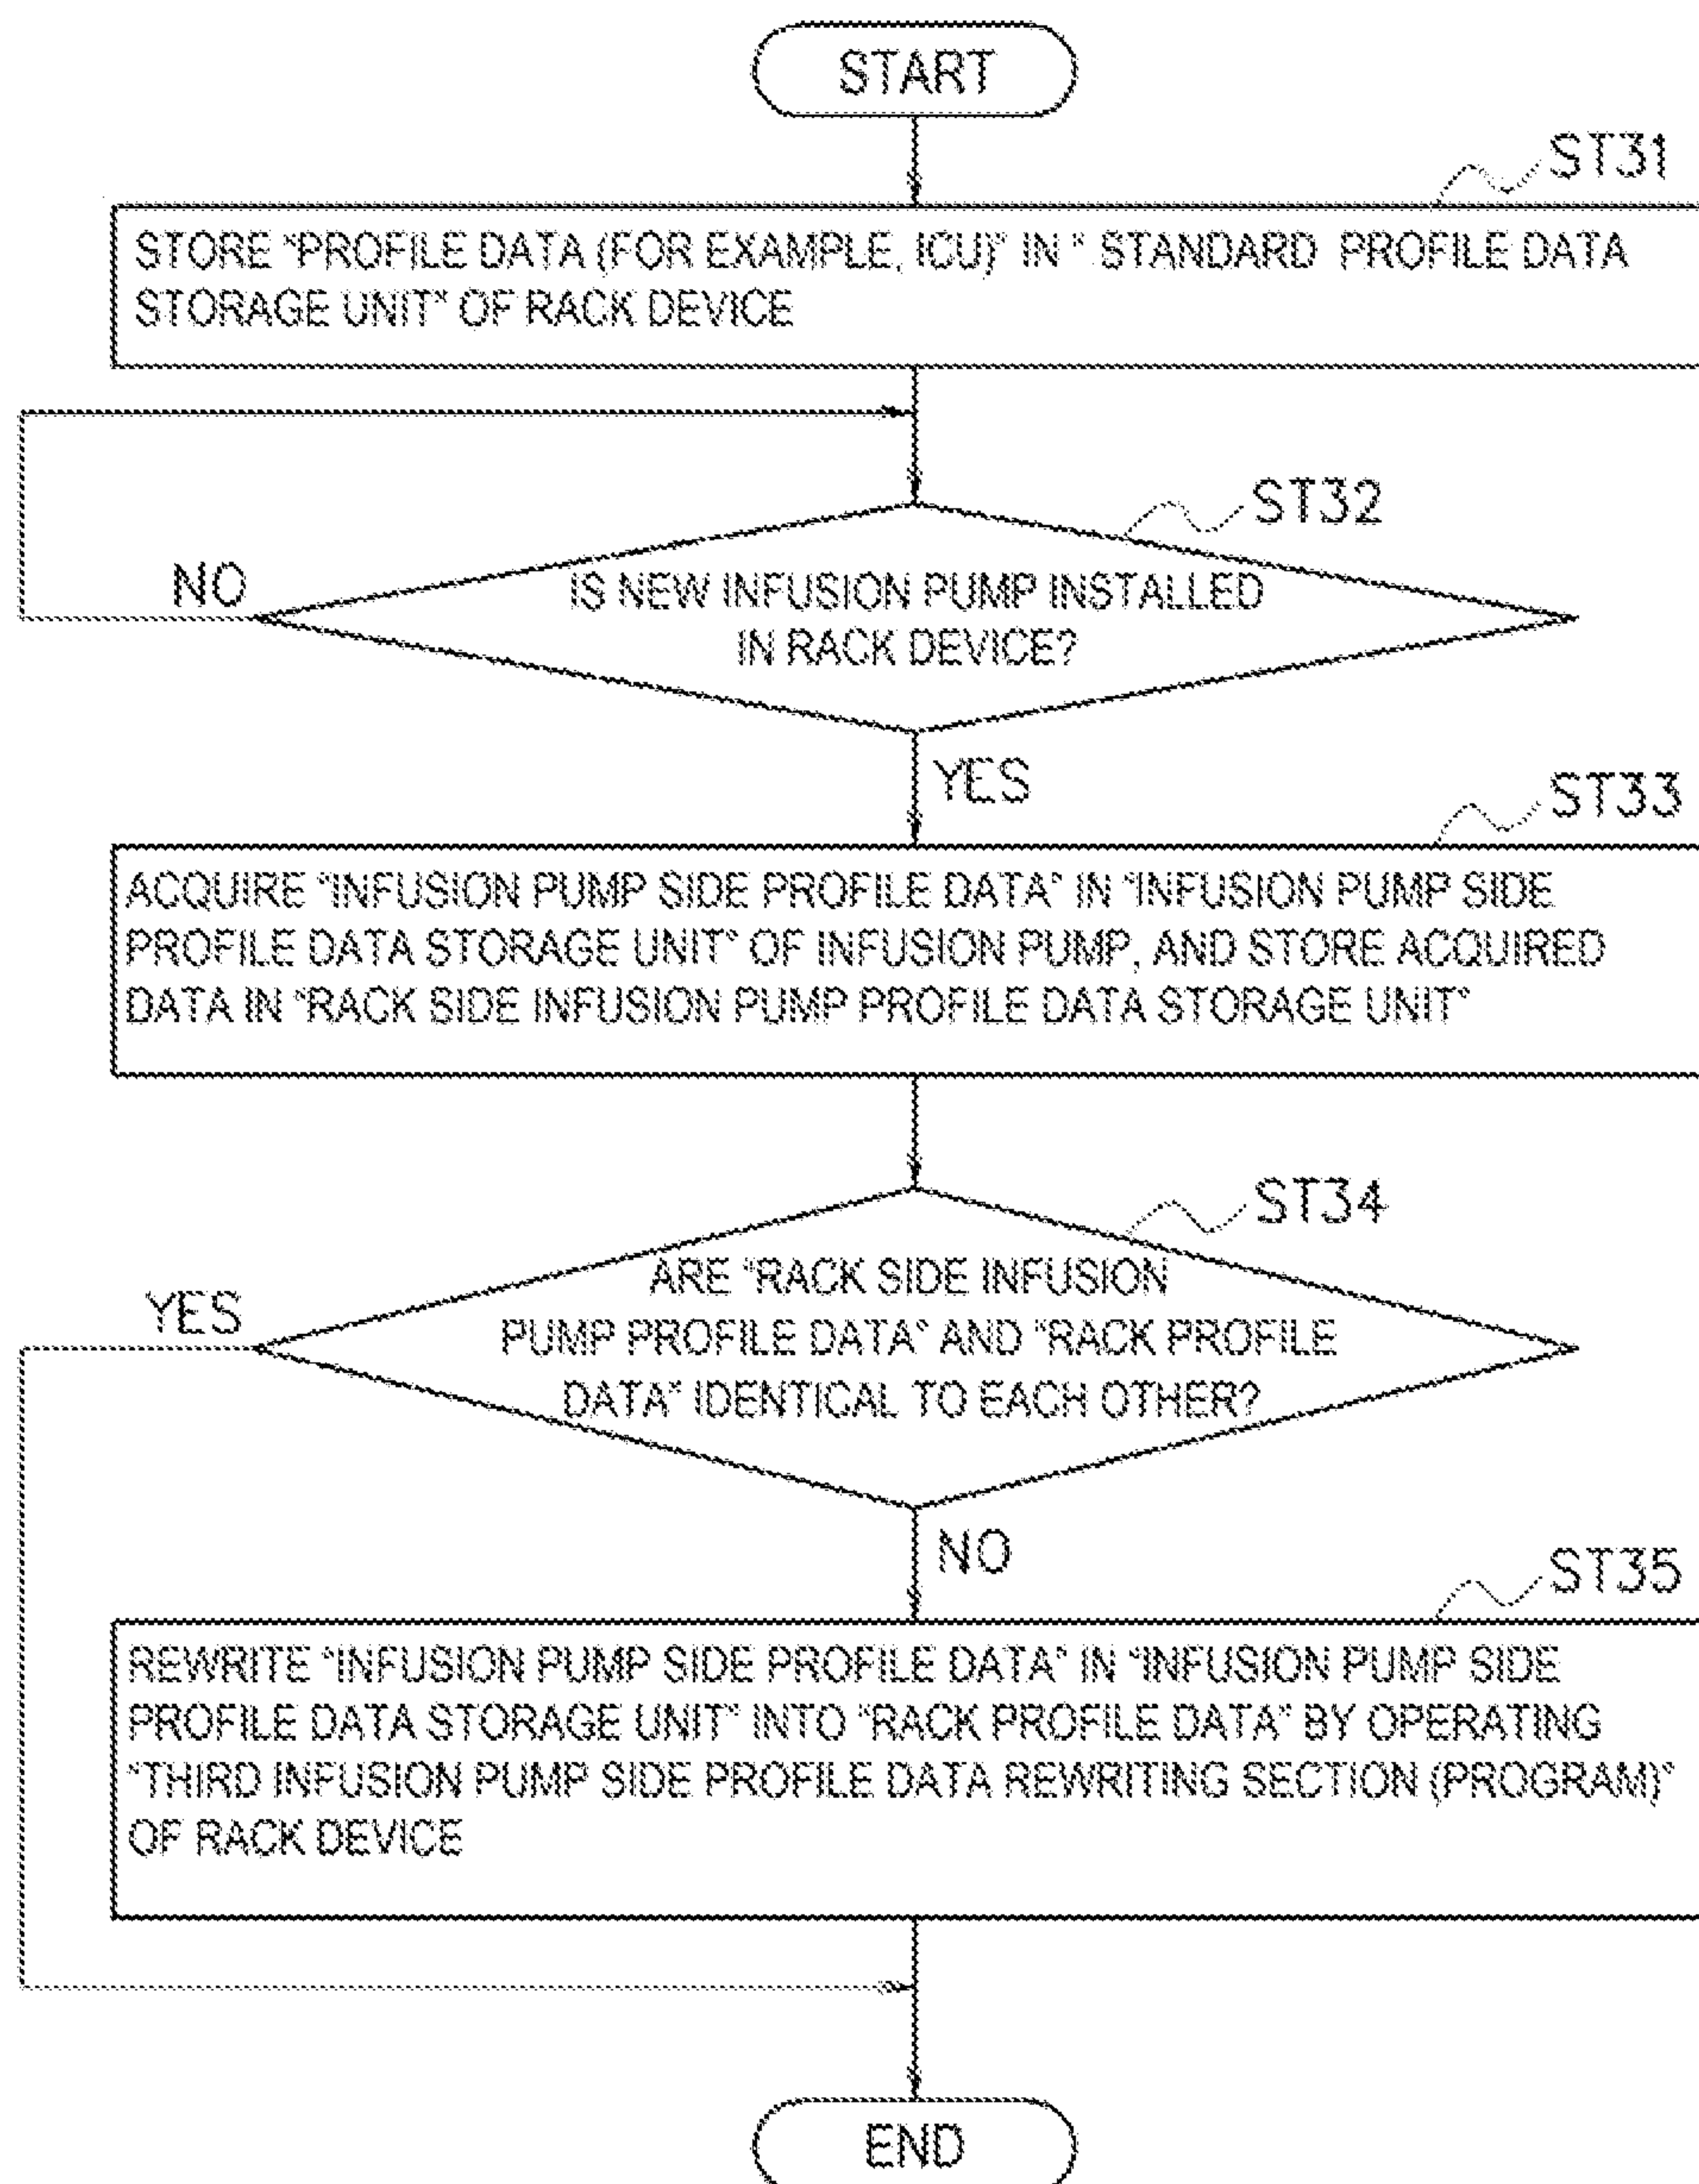 START
ST31
STORE "PROFILE DATA (FOR EXAMPLE, ICU)" IN " STANDARD PROFILE DATA
STORAGE UNIT" OF RACK DEVICE
ST32
NO
IS NEW INFUSION PUMP INSTALLED
IN RACK DEVICE?
YES
ST33
ACQUIRE "INFUSION PUMP SIDE PROFILE DATA" IN "INFUSION PUMP SIDE
PROFILE DATA STORAGE UNIT" OF INFUSION PUMP, AND STORE ACQUIRED
DATA IN "RACK SIDE INFUSION PUMP PROFILE DATA STORAGE UNIT"
ST34
YES
ARE "RACK SIDE INFUSION
PUMP PROFILE DATA" AND "RACK PROFILE
DATA" IDENTICAL TO EACH OTHER?
NO
ST35
REWRITE "INFUSION PUMP SIDE PROFILE DATA" IN "INFUSION PUMP SIDE
PROFILE DATA STORAGE UNIT" INTO "RACK PROFILE DATA" BY OPERATING
"THIRD INFUSION PUMP SIDE PROFILE DATA REWRITING SECTION (PROGRAM)"
OF RACK DEVICE
END